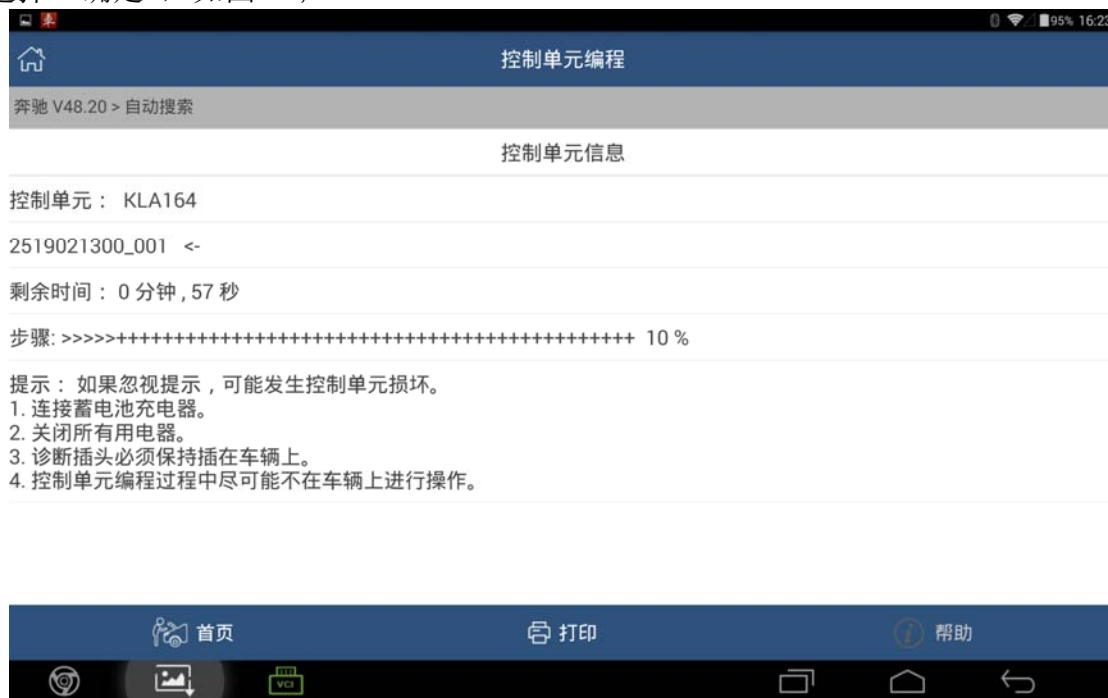 95% 16:23
控制单元编程
奔驰 V48.20 > 自动搜索
控制单元信息
控制单元： KLA164
2519021300_001 <-
剩余时间： 0 分钟 , 57 秒
步骤: >>>>>+++++++++++++++++++++++++++++++++++++++++++++ 10 %
提示： 如果忽视提示，可能发生控制单元损坏。
1. 连接蓄电池充电器。
2. 关闭所有用电器。
3. 诊断插头必须保持插在车辆上。
4. 控制单元编程过程中尽可能不在车辆上进行操作。
首页
打印
帮助
VCI